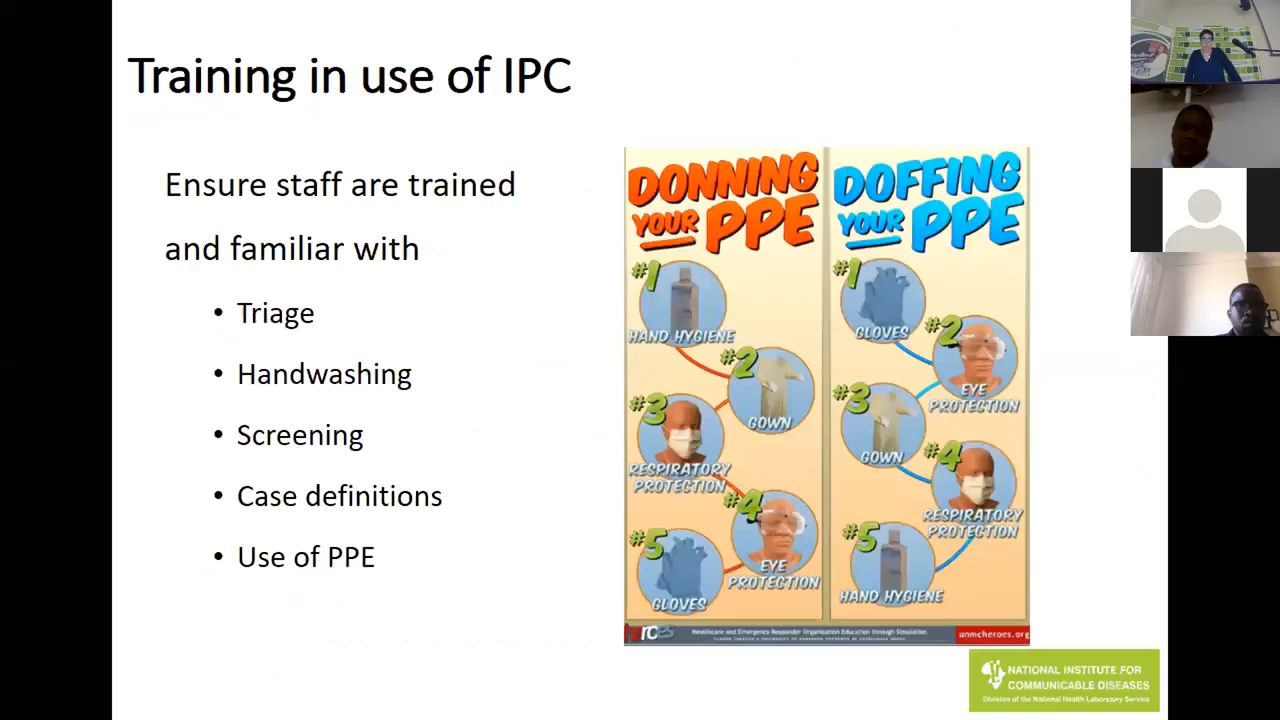 Training in use of IPC
Ensure staff are trained
and familiar with
• Triage
• Handwashing
• Screening
• Case definitions
• Use of PPE
DONNING
YOUR PPE
#1
HAND HYGIENE
#2
GOWN
#3
RESPIRATORY
PROTECTION
#4
EYE
PROTECTION
#5
GLOVES
DOFFING
YOUR PPE
#1
GLOVES
#2
EYE
PROTECTION
#3
GOWN
#4
RESPIRATORY
PROTECTION
#5
HAND HYGIENE
Healthcare and Emergency Responder Organization Education through Simulation
unmcheroes.org
NATIONAL INSTITUTE FOR
COMMUNICABLE DISEASES
Division of the National Health Laboratory Service